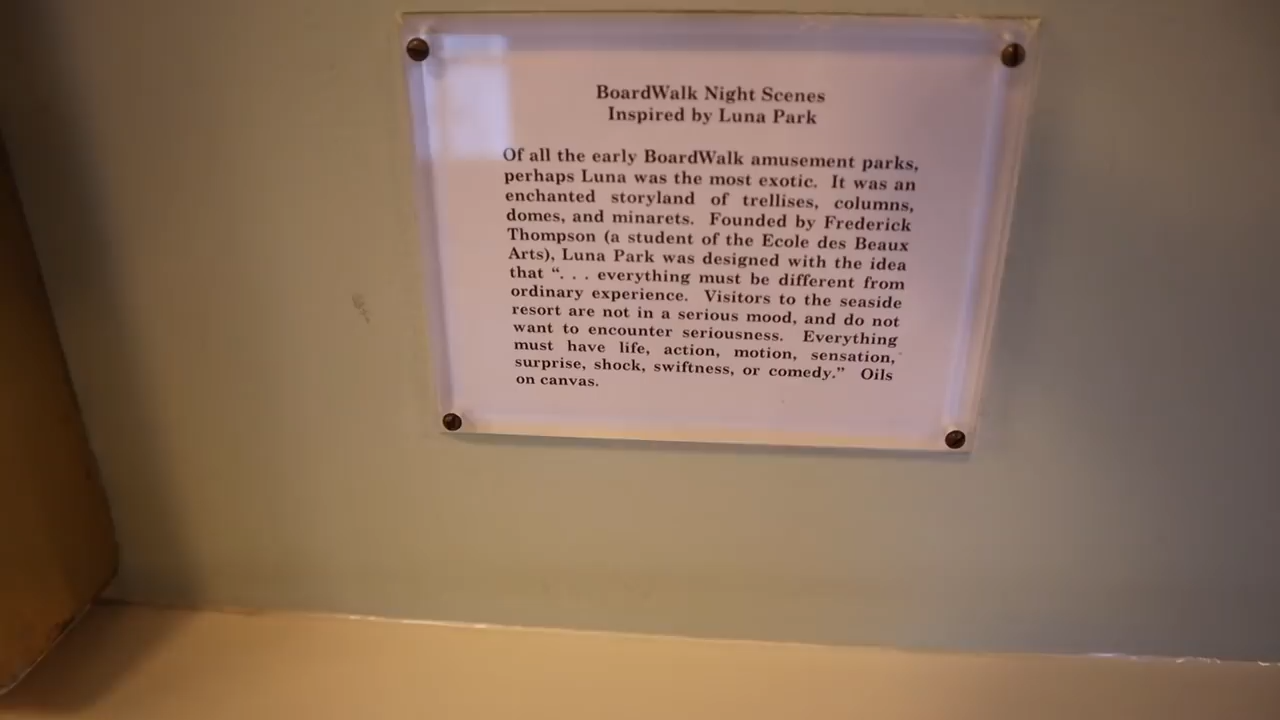 BoardWalk Night Scenes
Inspired by Luna Park
Of all the early BoardWalk amusement parks,
perhaps Luna was the most exotic. It was an
enchanted storyland of trellises, columns,
domes, and minarets. Founded by Frederick
Thompson (a student of the Ecole des Beaux
Arts), Luna Park was designed with the idea
that “. . . everything must be different from
ordinary experience. Visitors to the seaside
resort are not in a serious mood, and do not
want to encounter seriousness. Everything
must have life, action, motion, sensation,
surprise, shock, swiftness, or comedy.” Oils
on canvas.